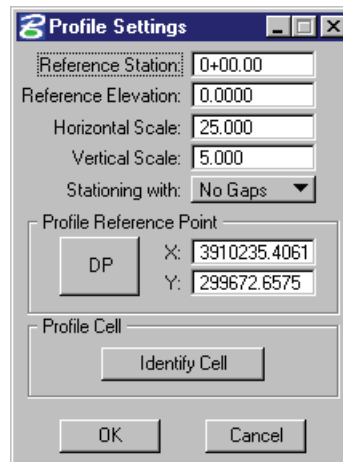 Profile Settings
Reference Station: 0+00.00
Reference Elevation: 0.0000
Horizontal Scale: 25.000
Vertical Scale: 5.000
Stationing with: No Gaps
Profile Reference Point
DP
X: 3910235.4061
Y: 299672.6575
Profile Cell
Identify Cell
OK Cancel